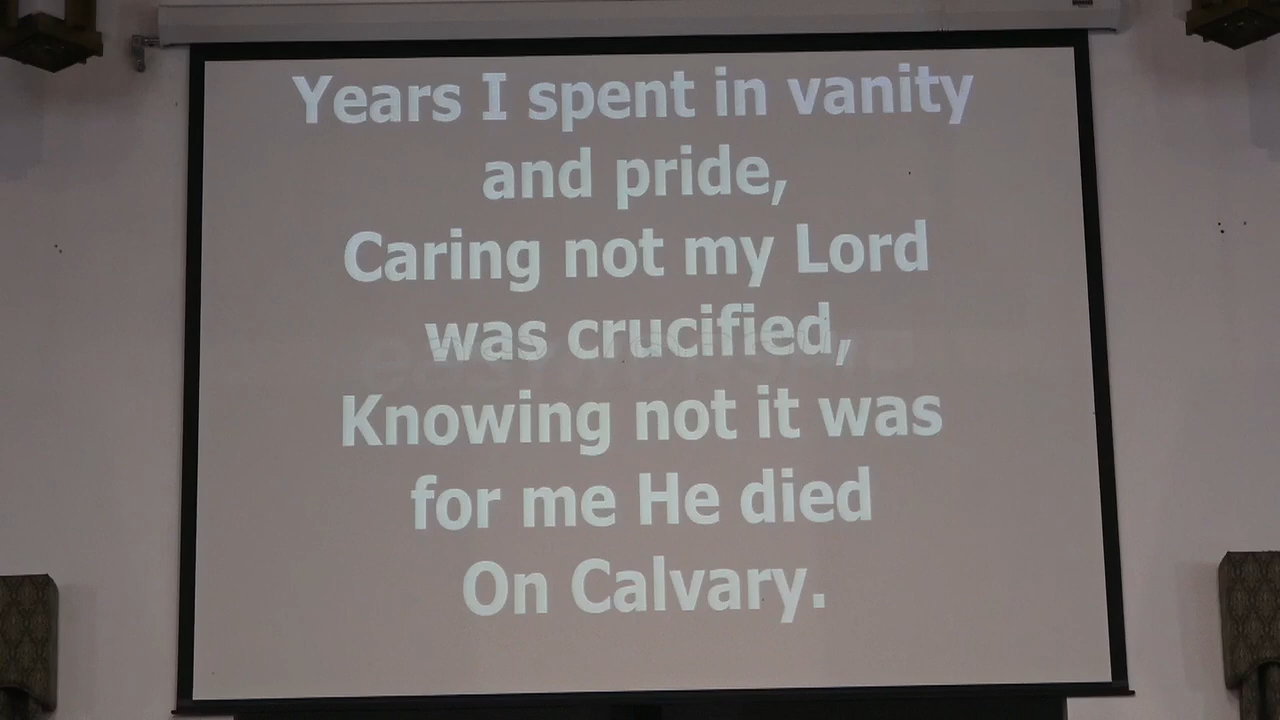 Years I spent in vanity
and pride,
Caring not my Lord
was crucified,
Knowing not it was
for me He died
On Calvary.